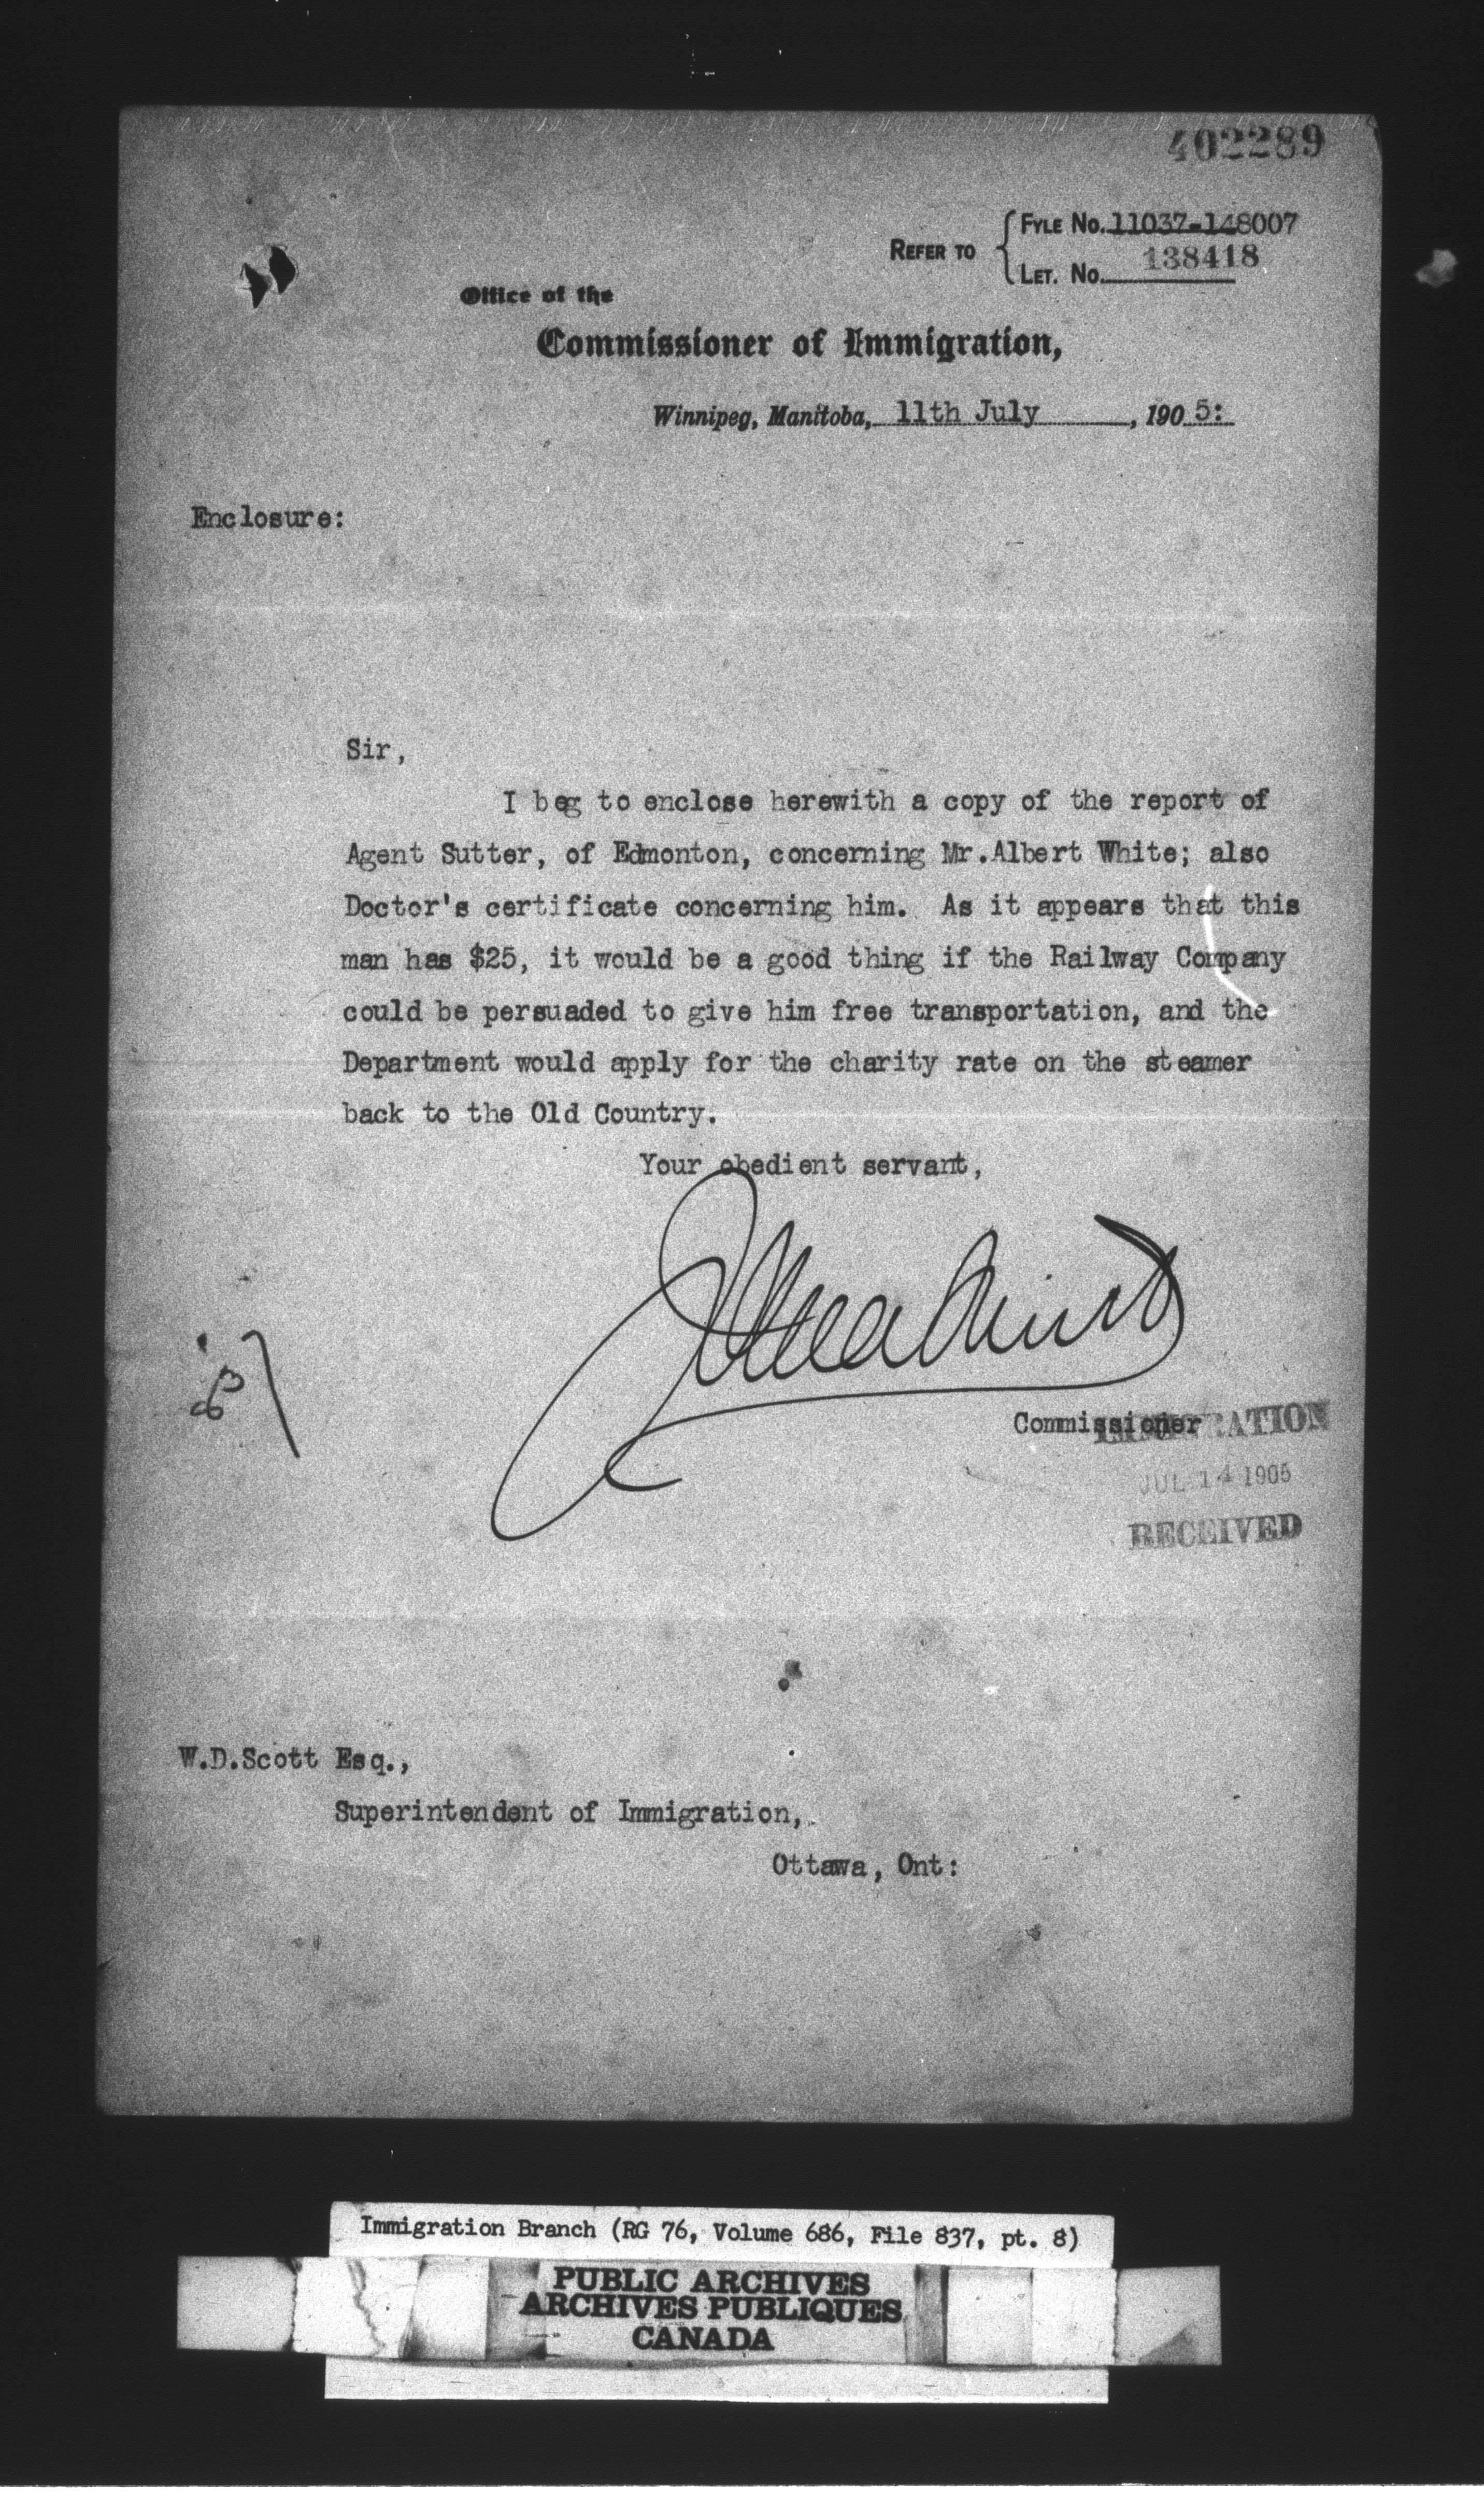 402289
REFER TO
FYLE No. 11037-148007
LET. No. 138418
Office of the
Commissioner of Immigration,
Winnipeg, Manitoba, 11th July, 1905:
Enclosure:
Sir,
I beg to enclose herewith a copy of the report of
Agent Sutter, of Edmonton, concerning Mr.Albert White; also
Doctor's certificate concerning him. As it appears that this
man has $25, it would be a good thing if the Railway Company
could be persuaded to give him free transportation, and the
Department would apply for the charity rate on the steamer
back to the Old Country.
Your obedient servant,
Commissioner
IMMIGRATION
JUL 14 1905
RECEIVED
W.D.Scott Esq.,
Superintendent of Immigration,
Ottawa, Ont:
Immigration Branch (RG 76, Volume 686, File 837, pt. 8)
PUBLIC ARCHIVES
ARCHIVES PUBLIQUES
CANADA